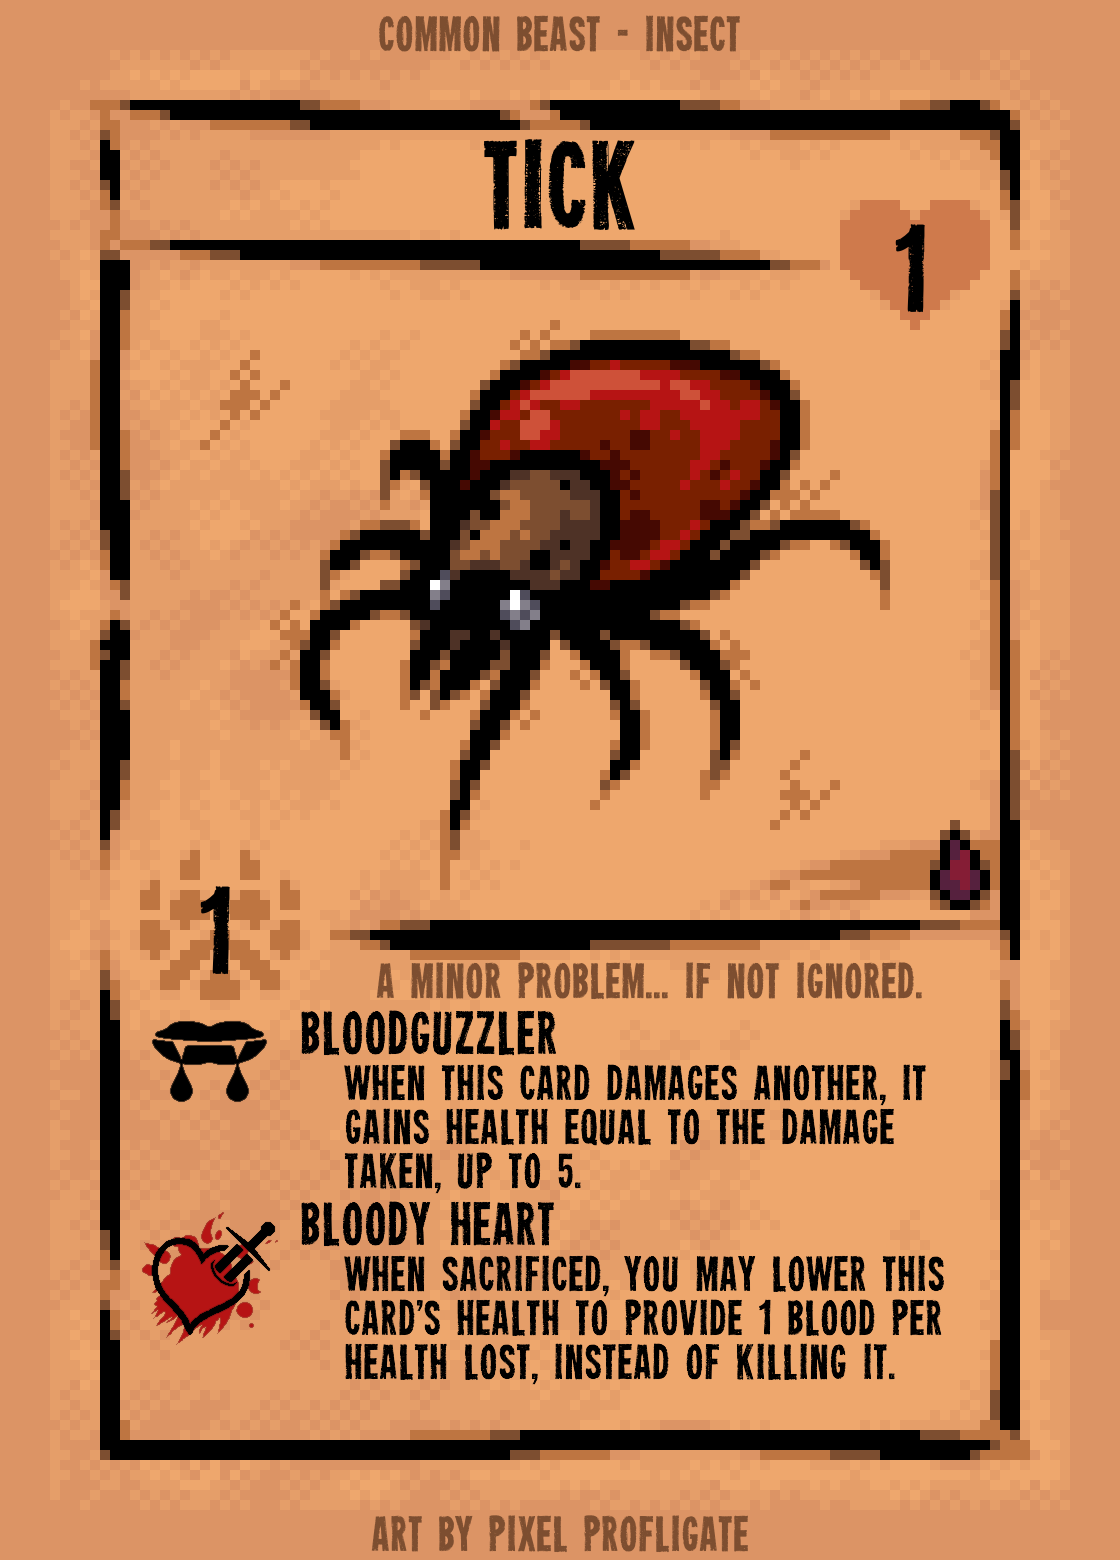 COMMON BEAST - INSECT
TICK
1
1
A MINOR PROBLEM... IF NOT IGNORED.
BLOODGUZZLER
WHEN THIS CARD DAMAGES ANOTHER, IT
GAINS HEALTH EQUAL TO THE DAMAGE
TAKEN, UP TO 5.
BLOODY HEART
WHEN SACRIFICED, YOU MAY LOWER THIS
CARD'S HEALTH TO PROVIDE 1 BLOOD PER
HEALTH LOST, INSTEAD OF KILLING IT.
ART BY PIXEL PROFLIGATE